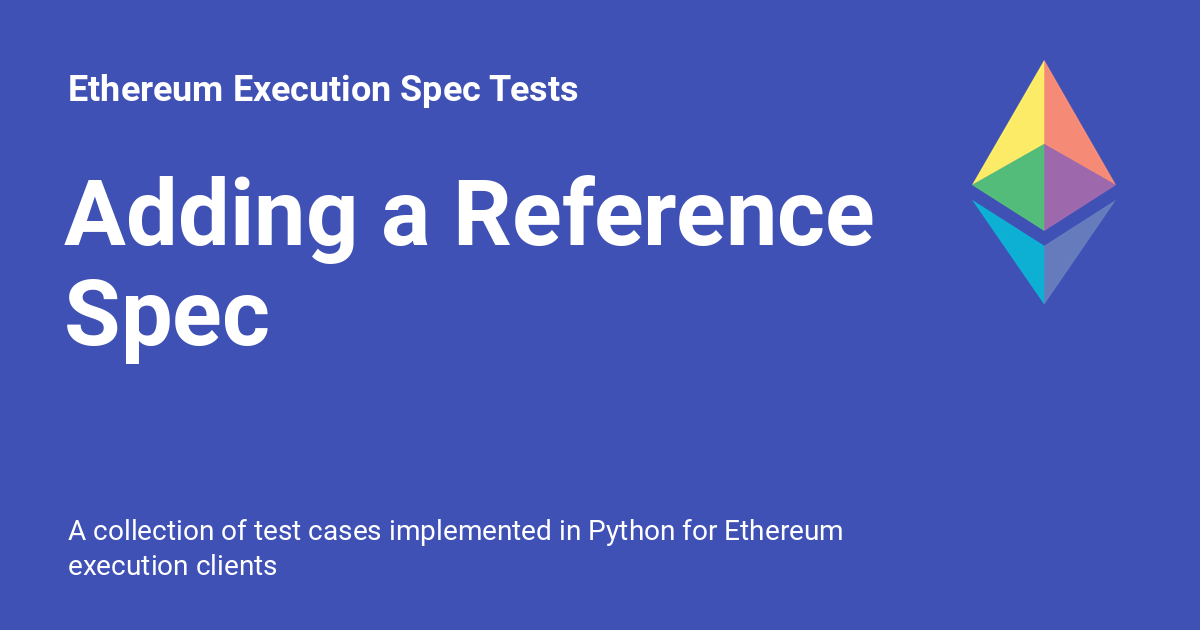 Ethereum Execution Spec Tests
Adding a Reference
Spec
A collection of test cases implemented in Python for Ethereum
execution clients